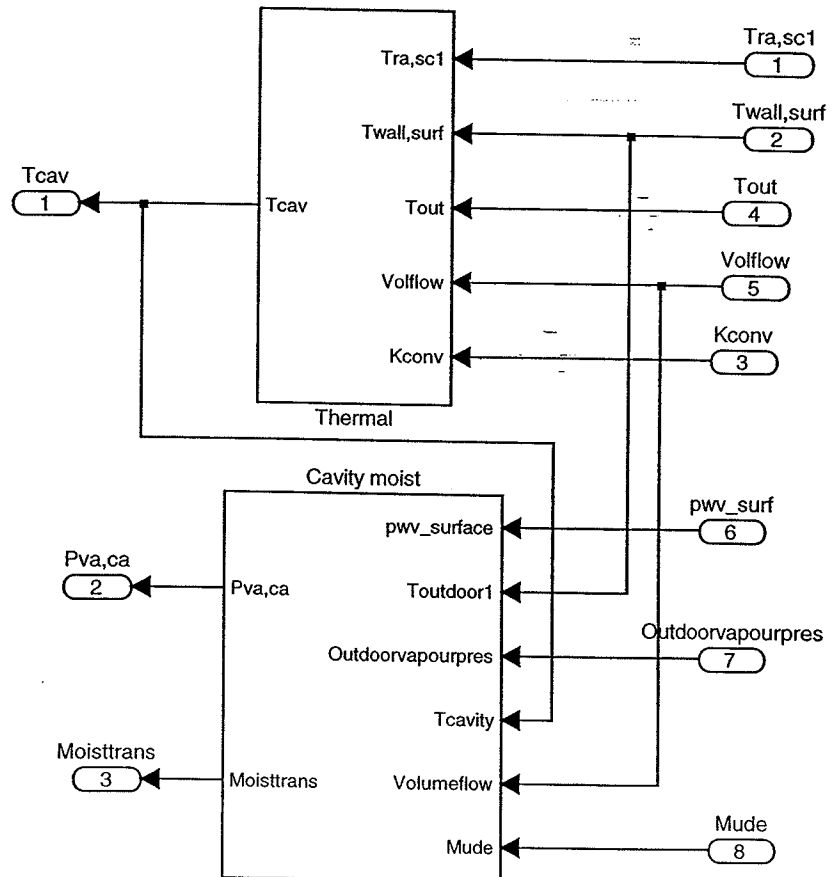 Tra,sc1
Tra,sc1
1
Twall,surf
Twall,surf
2
Tcav
1
Tcav
Tout
Tout
4
Volflow
Volflow
5
Kconv
Kconv
3
Thermal
Cavity moist
pwv_surface
pwv_surf
6
Pva,ca
2
Pva,ca
Toutdoor1
Outdoorvapourpres
Outdoorvapourpres
7
Tcavity
Moisttrans
3
Moisttrans
Volumeflow
Mude
Mude
8